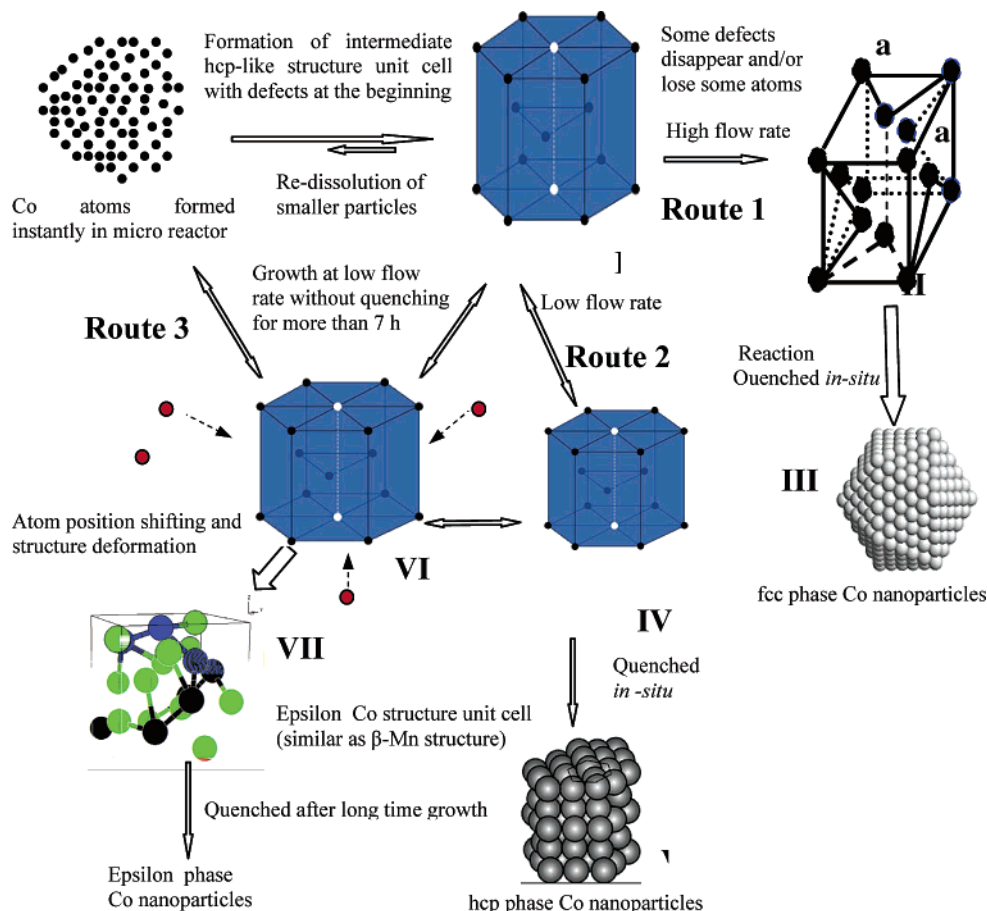 Formation of intermediate
hcp-like structure unit cell
with defects at the beginning
Re-dissolution of
smaller particles
Co atoms formed
instantly in micro reactor
Some defects
disappear and/or
lose some atoms
High flow rate
Route 1
a
a
]
II
Growth at low flow
rate without quenching
for more than 7 h
Route 3
Low flow rate
Route 2
Reaction
Ouenched in-situ
III
fcc phase Co nanoparticles
Atom position shifting and
structure deformation
VI
IV
Quenched
in -situ
VII
Epsilon Co structure unit cell
(similar as β-Mn structure)
Quenched after long time growth
Epsilon phase
Co nanoparticles
hcp phase Co nanoparticles